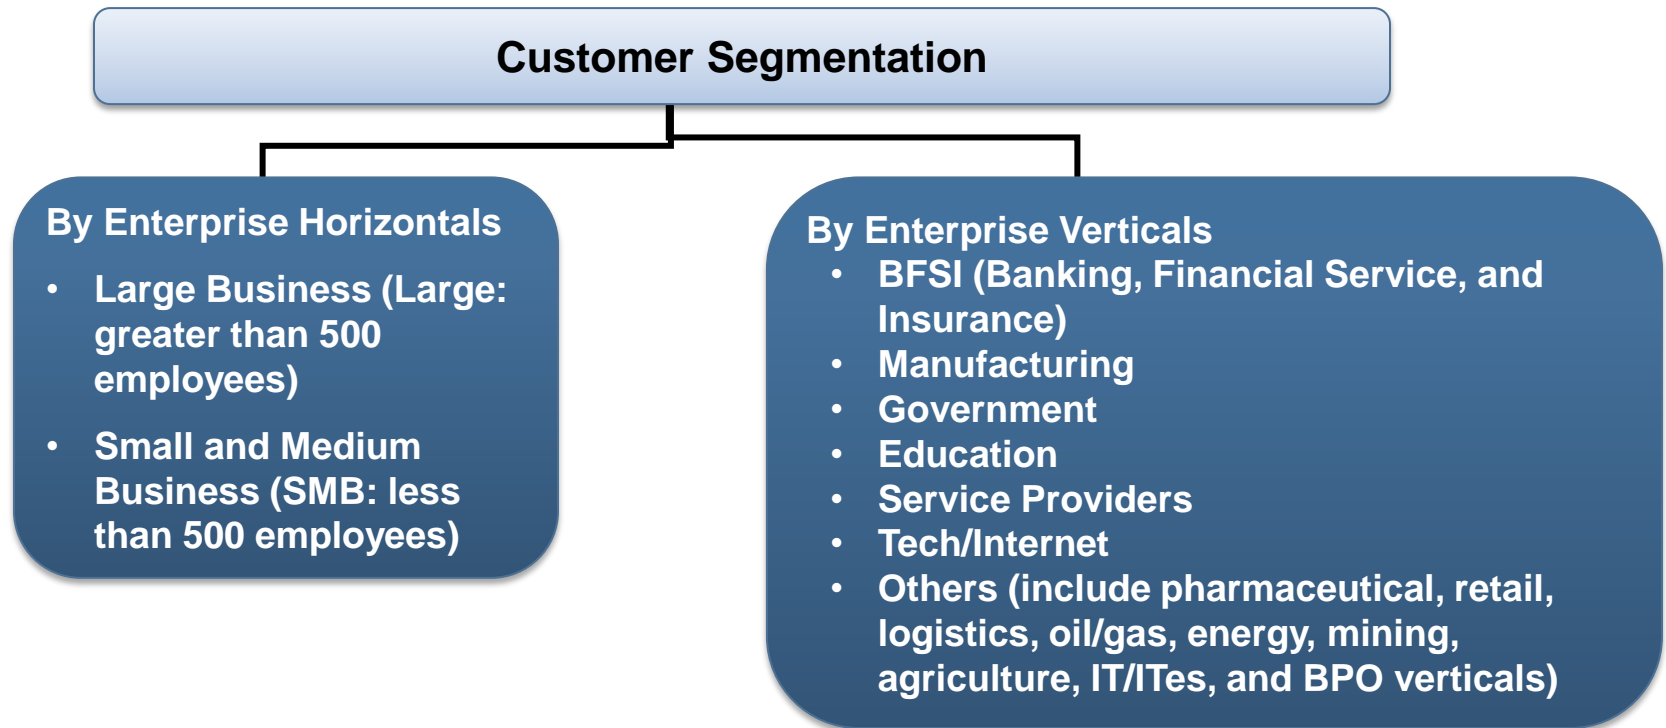 Customer Segmentation
By Enterprise Horizontals
• Large Business (Large:
greater than 500
employees)
• Small and Medium
Business (SMB: less
than 500 employees)
By Enterprise Verticals
• BFSI (Banking, Financial Service, and
Insurance)
• Manufacturing
• Government
• Education
• Service Providers
• Tech/Internet
• Others (include pharmaceutical, retail,
logistics, oil/gas, energy, mining,
agriculture, IT/ITes, and BPO verticals)